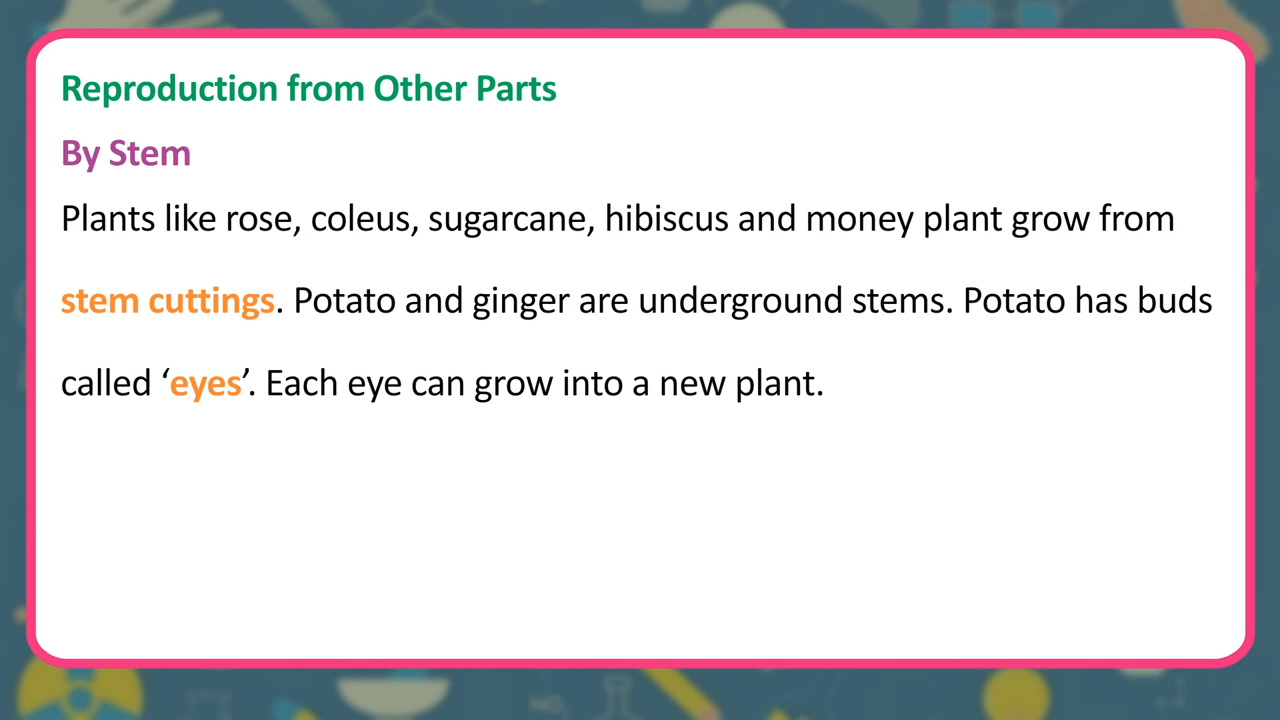 Reproduction from Other Parts
By Stem
Plants like rose, coleus, sugarcane, hibiscus and money plant grow from
stem cuttings. Potato and ginger are underground stems. Potato has buds
called ‘eyes’. Each eye can grow into a new plant.